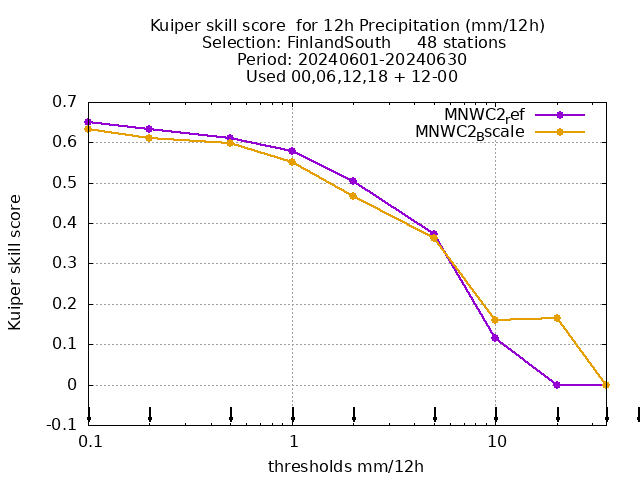 Kuiper skill score  for 12h Precipitation (mm/12h)
Selection: FinlandSouth     48 stations
Period: 20240601-20240630
Used 00,06,12,18 + 12-00
MNWC2ref
MNWC2Bscale
0.7
0.6
0.5
0.4
0.3
0.2
0.1
0
-0.1
Kuiper skill score
0.1
1
10
thresholds mm/12h